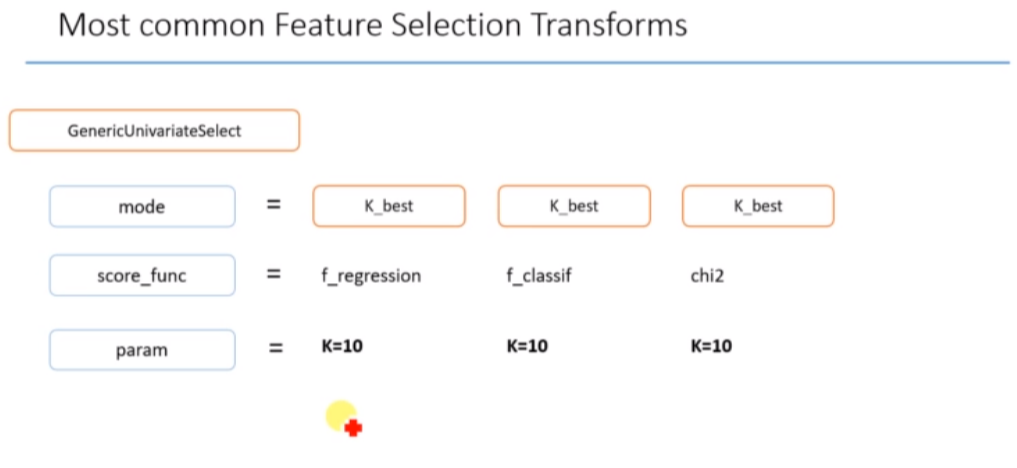 Most common Feature Selection Transforms
GenericUnivariateSelect
mode = K_best K_best K_best
score_func = f_regression f_classif chi2
param = K=10 K=10 K=10